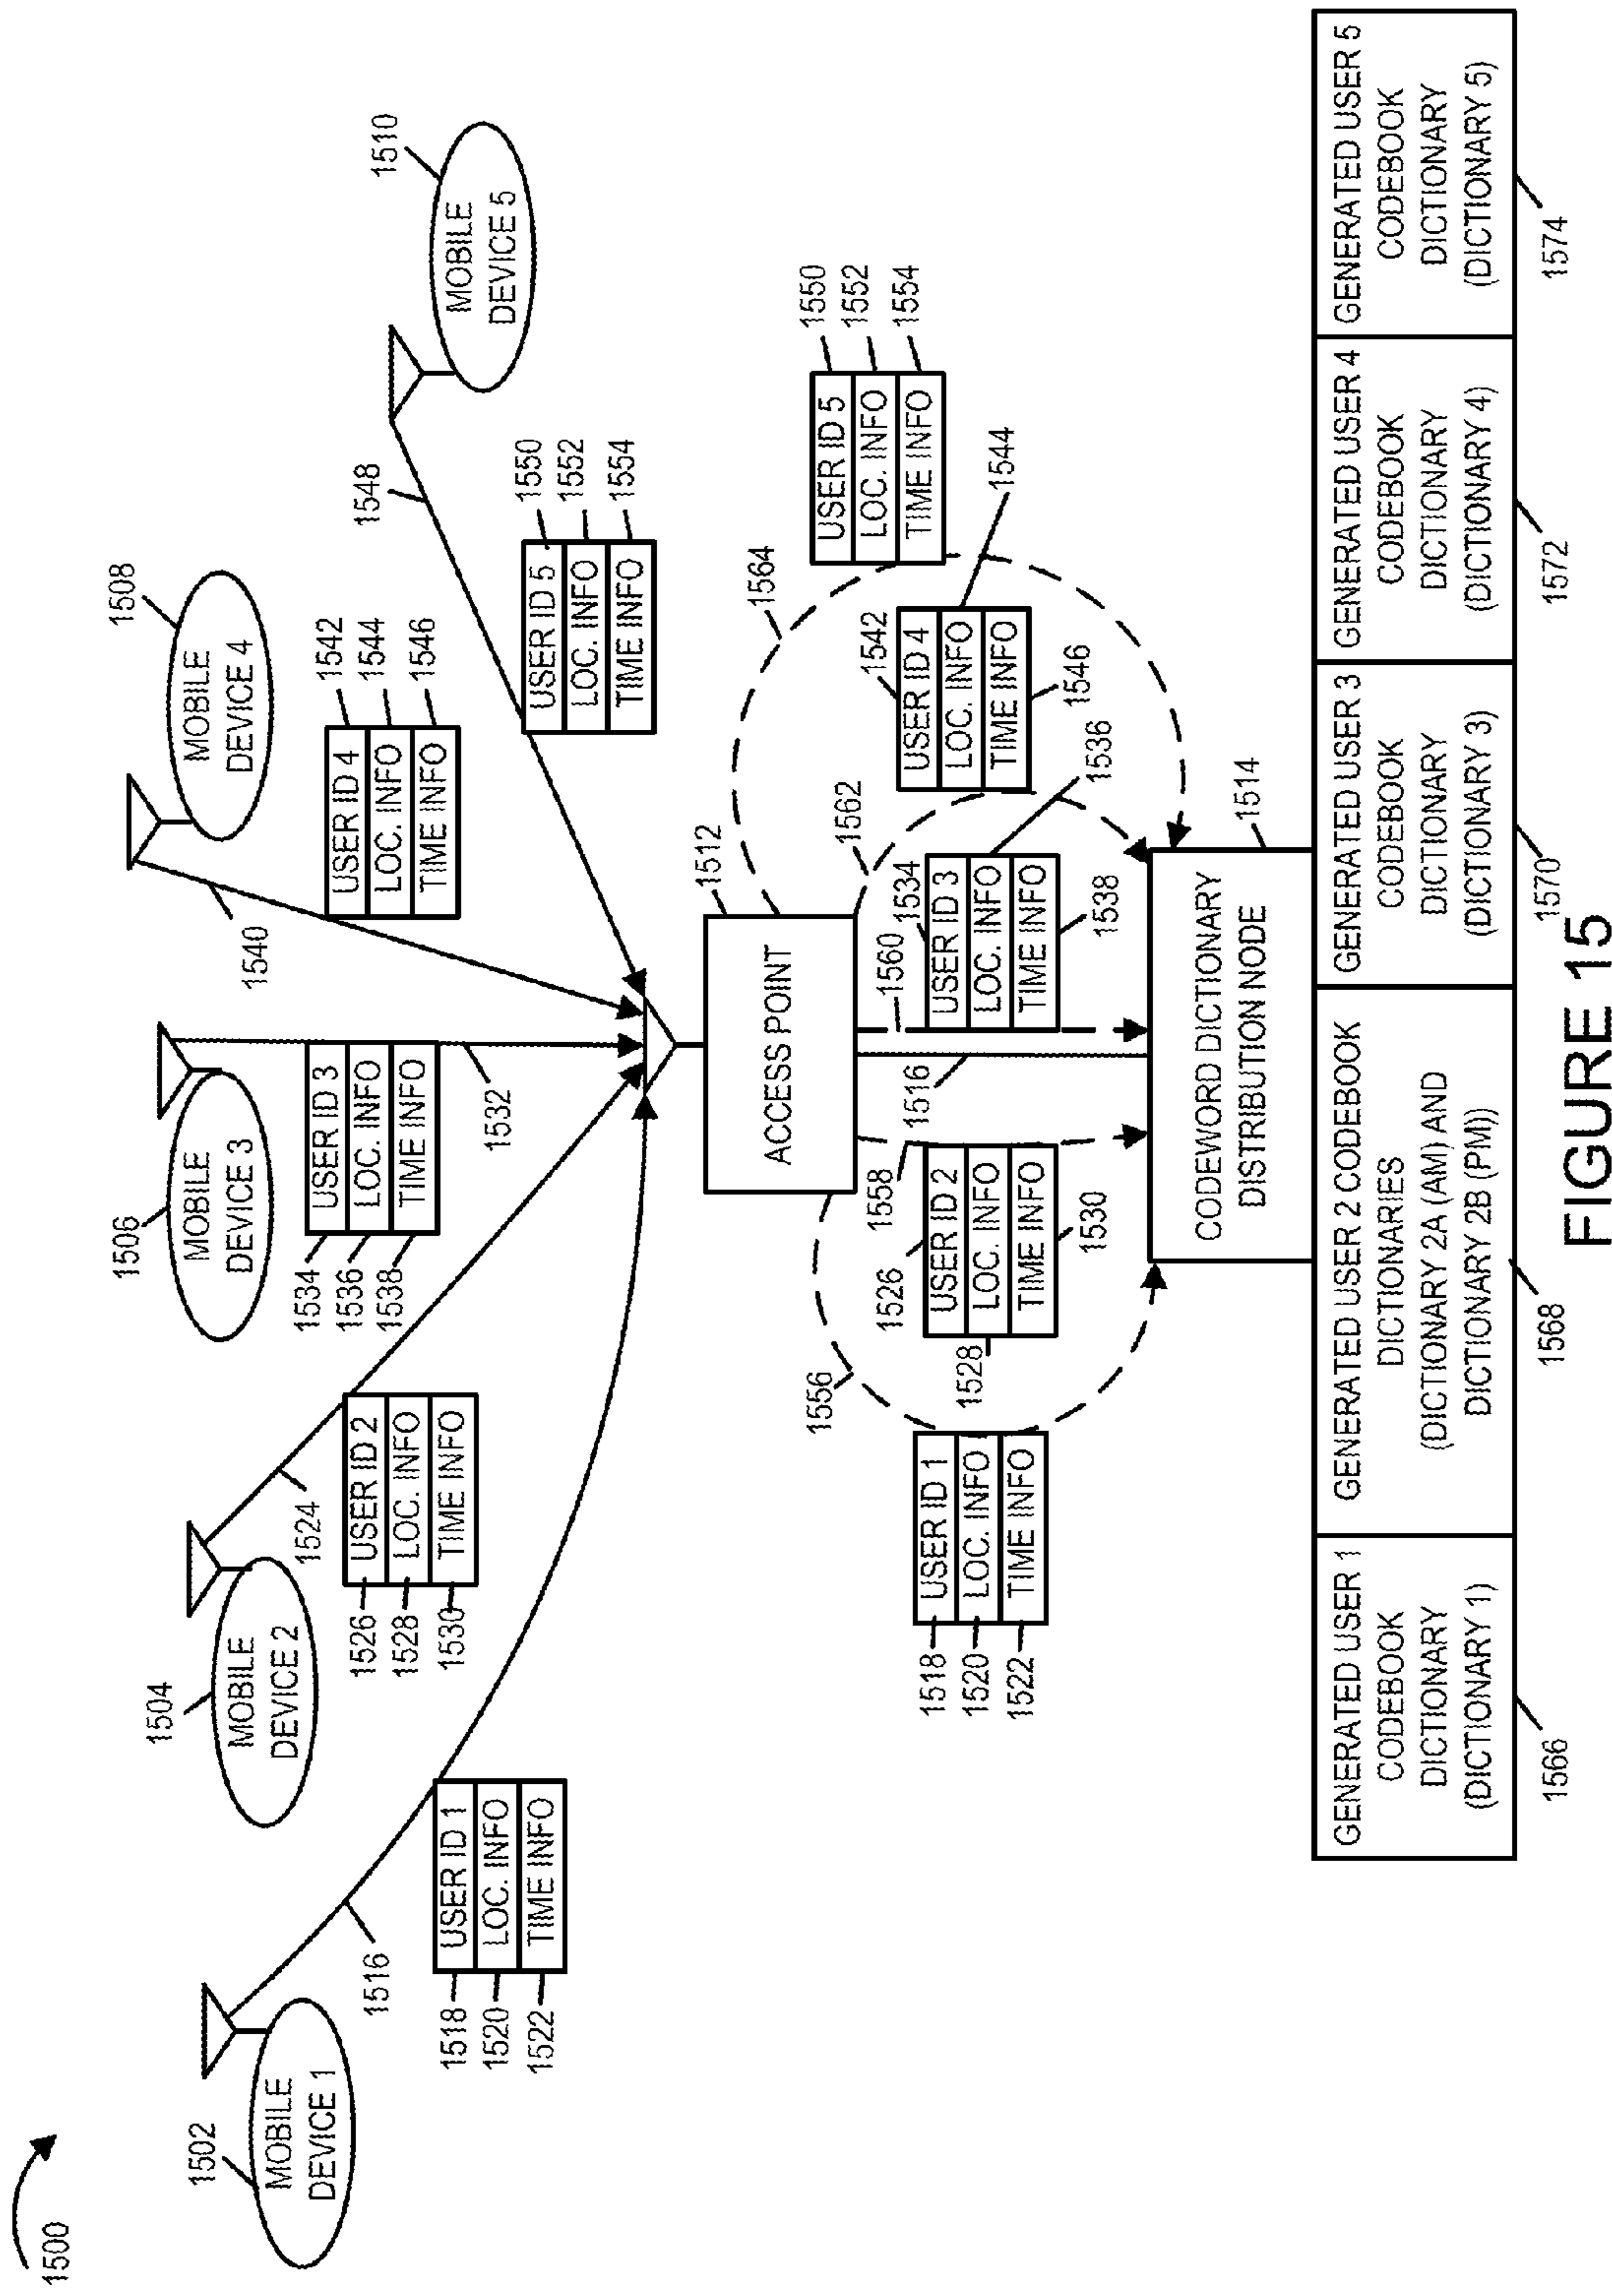 1500
1502
MOBILE
DEVICE 1
1504
MOBILE
DEVICE 2
1506
MOBILE
DEVICE 3
1508
MOBILE
DEVICE 4
1510
MOBILE
DEVICE 5
1516
1518
USER ID 1
1520
LOC. INFO
1522
TIME INFO
1524
1526
USER ID 2
1528
LOC. INFO
1530
TIME INFO
1532
1534
USER ID 3
1536
LOC. INFO
1538
TIME INFO
1540
USER ID 4
1542
LOC. INFO
1544
TIME INFO
1546
1548
USER ID 5
1550
LOC. INFO
1552
TIME INFO
1554
ACCESS POINT
1512
1556
1518
USER ID 1
1520
LOC. INFO
1522
TIME INFO
1558
1526
USER ID 2
1528
LOC. INFO
TIME INFO
1530
1516
1560
1534
USER ID 3
LOC. INFO
1536
TIME INFO
1538
1562
1542
USER ID 4
LOC. INFO
1544
TIME INFO
1546
1564
USER ID 5
1550
LOC. INFO
1552
TIME INFO
1554
CODEWORD DICTIONARY
DISTRIBUTION NODE
1514
GENERATED USER 1
CODEBOOK
DICTIONARY
(DICTIONARY 1)
1566
GENERATED USER 2 CODEBOOK
DICTIONARIES
(DICTIONARY 2A (AM) AND
DICTIONARY 2B (PM))
1568
GENERATED USER 3
CODEBOOK
DICTIONARY
(DICTIONARY 3)
1570
GENERATED USER 4
CODEBOOK
DICTIONARY
(DICTIONARY 4)
1572
GENERATED USER 5
CODEBOOK
DICTIONARY
(DICTIONARY 5)
1574
FIGURE 15